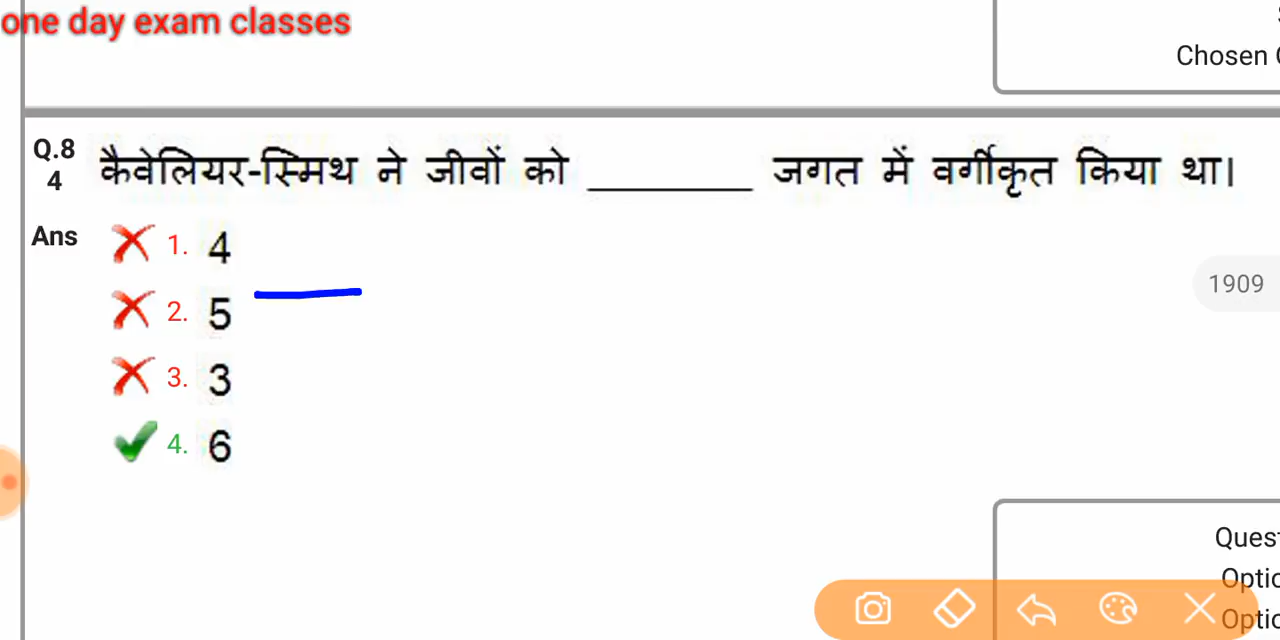 one day exam classes
Chosen
Q.8
4
कैवेलियर-स्मिथ ने जीवों को ________ जगत में वर्गीकृत किया था।
Ans
1. 4
2. 5
3. 3
4. 6
1909
Ques
Optic
Optic